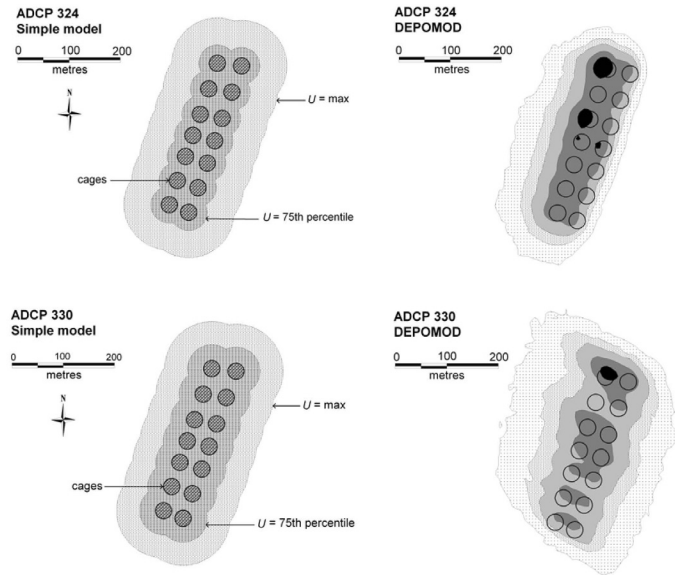 ADCP 324
Simple model
0 100 200
metres
N
U = max
cages
U = 75th percentile
ADCP 324
DEPOMOD
0 100 200
metres
ADCP 330
Simple model
0 100 200
metres
N
U = max
cages
U = 75th percentile
ADCP 330
DEPOMOD
0 100 200
metres